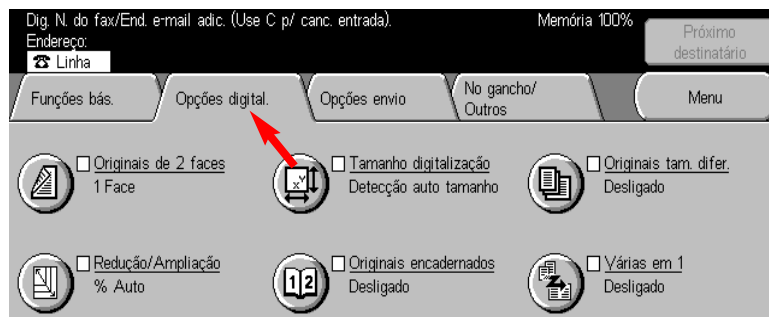 Dig. N. do fax/End. e-mail adic. (Use C p/ canc. entrada).
Memória 100%
Endereço:
Linha
Próximo
destinatário
Funções bás.
Opções digital.
Opções envio
No gancho/
Outros
Menu
Originais de 2 faces
1 Face
Tamanho digitalização
Detecção auto tamanho
Originais tam. difer.
Desligado
Redução/Ampliação
% Auto
Originais encadernados
Desligado
Várias em 1
Desligado
x Y
1 2